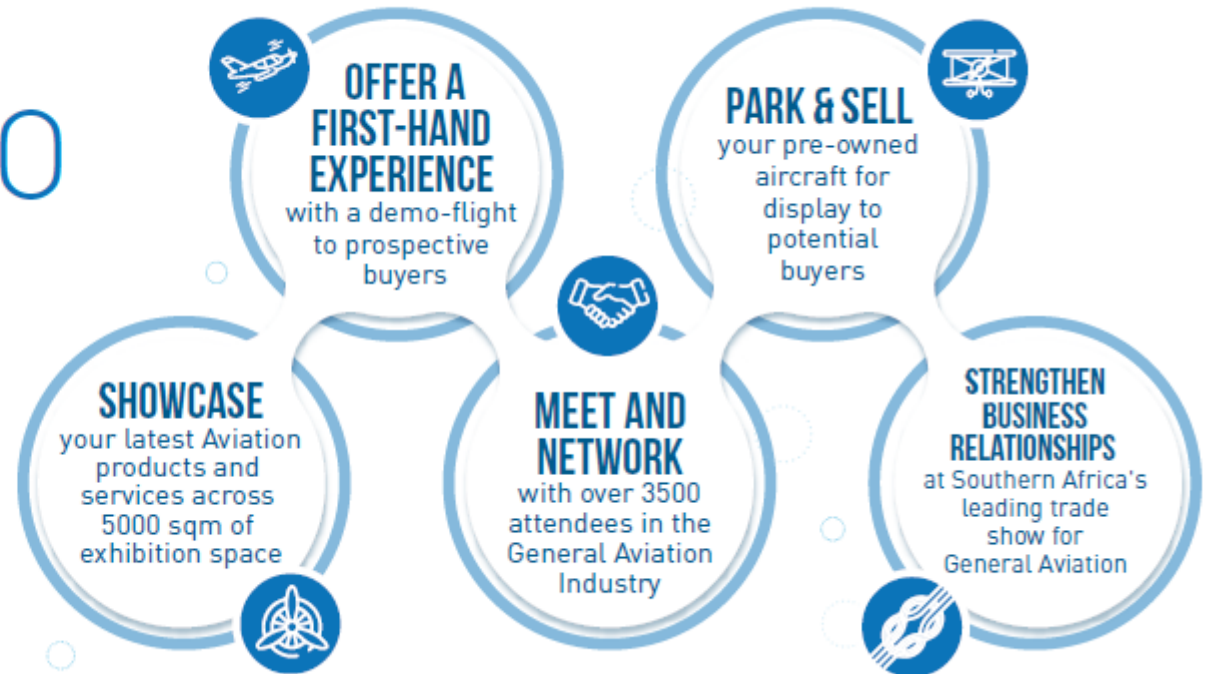 O
OFFER A
FIRST-HAND
EXPERIENCE
with a demo-flight
to prospective
buyers
PARK & SELL
your pre-owned
aircraft for
display to
potential
buyers
SHOWCASE
your latest Aviation
products and
services across
5000 sqm of
exhibition space
MEET AND
NETWORK
with over 3500
attendees in the
General Aviation
Industry
STRENGTHEN
BUSINESS
RELATIONSHIPS
at Southern Africa's
leading trade
show for
General Aviation